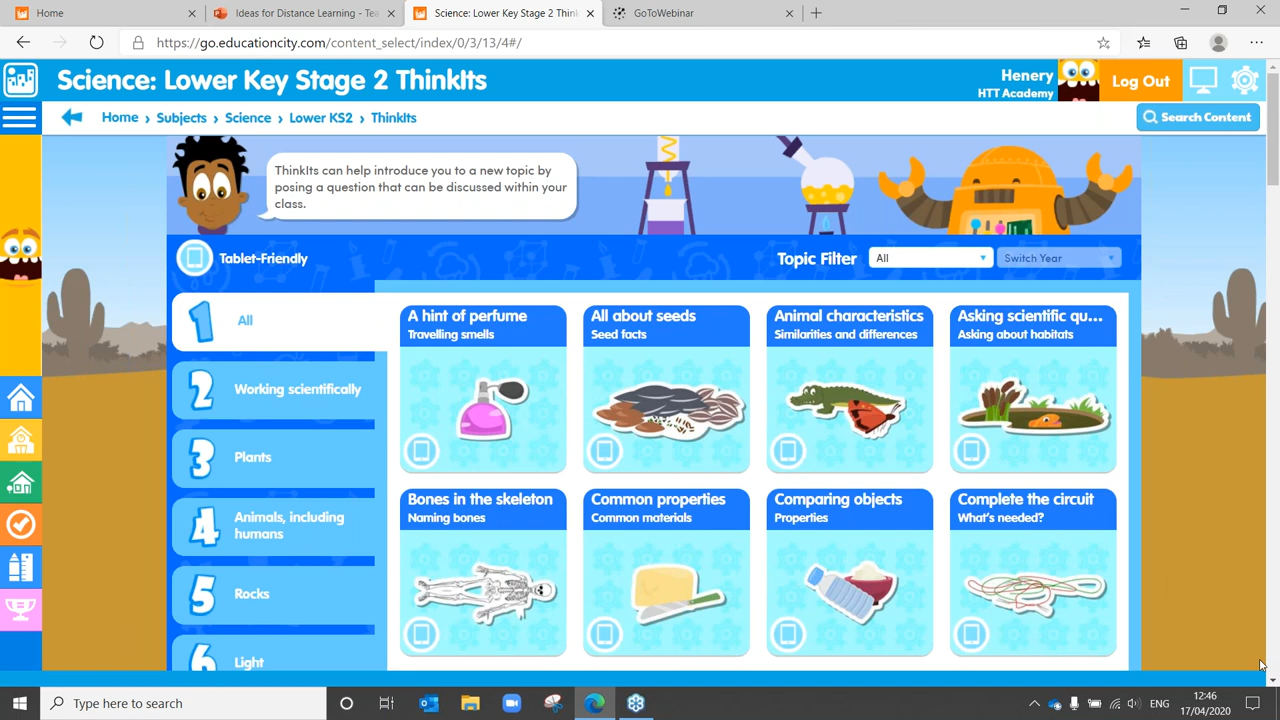 Home
Ideas for Distance Learning - Tea
Science: Lower Key Stage 2 Think
GoToWebinar
https://go.educationcity.com/content_select/index/0/3/13/4#/
Science: Lower Key Stage 2 ThinkIts
Henery
HTT Academy
Log Out
Home
Subjects
Science
Lower KS2
ThinkIts
Search Content
ThinkIts can help introduce you to a new topic by
posing a question that can be discussed within your
class.
Tablet-Friendly
Topic Filter
All
Switch Year
1
All
2
Working scientifically
3
Plants
4
Animals, including
humans
5
Rocks
6
Light
A hint of perfume
Travelling smells
All about seeds
Seed facts
Animal characteristics
Similarities and differences
Asking scientific qu...
Asking about habitats
Bones in the skeleton
Naming bones
Common properties
Common materials
Comparing objects
Properties
Complete the circuit
What's needed?
Type here to search
ENG
12:46
17/04/2020